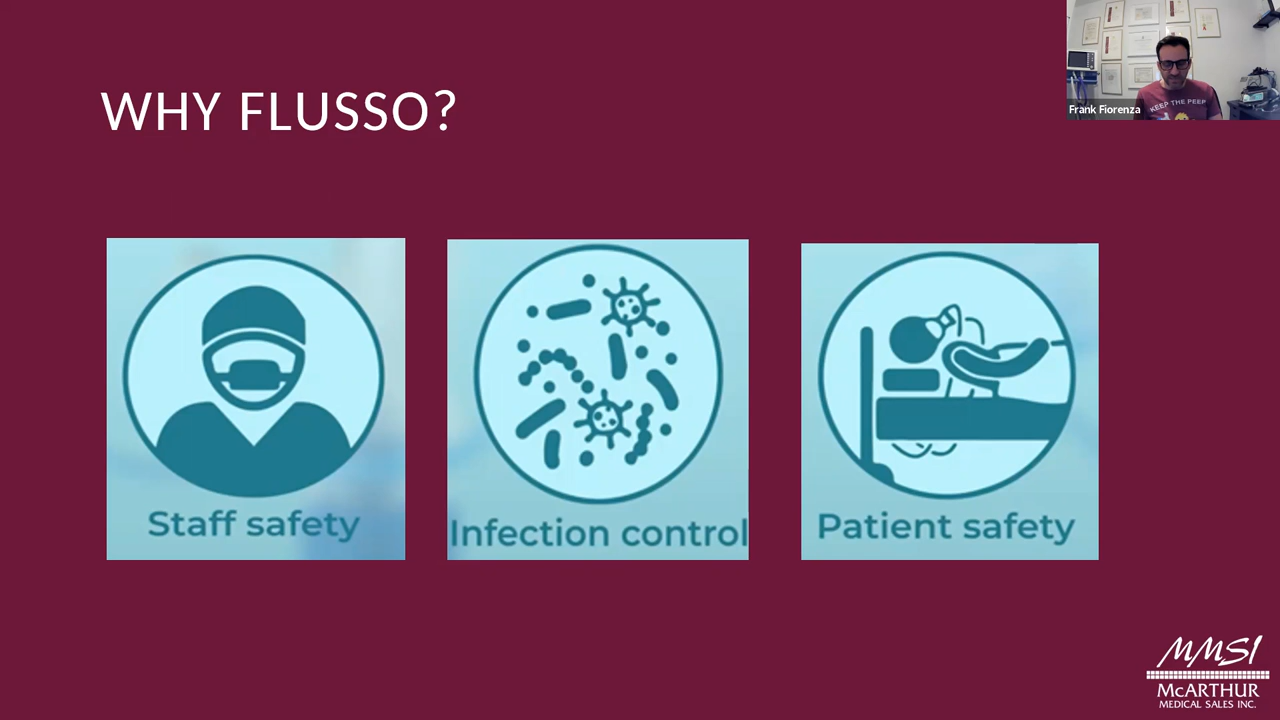 WHY FLUSSO?
Frank Fiorenza
KEEP THE PEEP
Staff safety
Infection control
Patient safety
MMSI
McARTHUR
MEDICAL SALES INC.